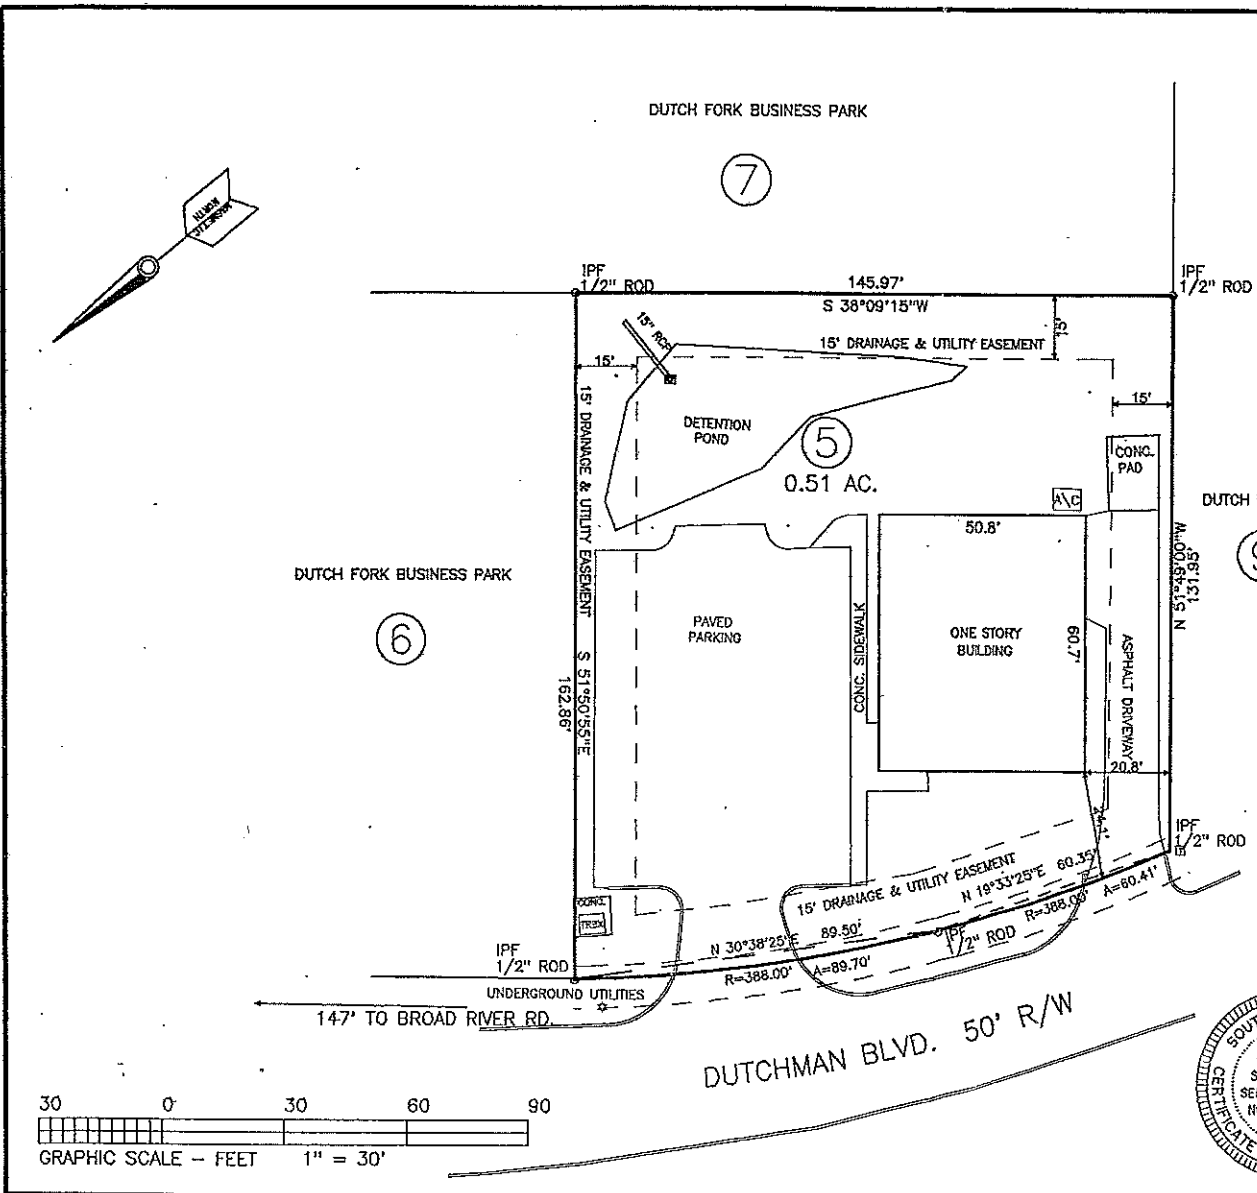 DUTCH FORK BUSINESS PARK
7
MAGNETIC
NORTH
IPF
1/2" ROD
145.97'
S 38°09'15"W
IPF
1/2" ROD
15" RCP
15' DRAINAGE & UTILITY EASEMENT
15'
15'
15'
DETENTION
POND
5
0.51 AC.
CONC.
PAD
A\C
15' DRAINAGE & UTILITY EASEMENT
S 51°50'55"E
162.86'
DUTCH
N 51°49'00"W
131.95'
50.8'
DUTCH FORK BUSINESS PARK
6
PAVED
PARKING
CONC. SIDEWALK
ONE STORY
BUILDING
60.7'
ASPHALT DRIVEWAY
20.8'
IPF
1/2" ROD
15' DRAINAGE & UTILITY EASEMENT
N 19°33'25"E 60.35'
R=388.00' A=60.41'
CONC.
TRBX
N 30°38'25"E 89.50'
IPF
1/2" ROD
R=388.00' A=89.70'
IPF
1/2" ROD
UNDERGROUND UTILITIES
147' TO BROAD RIVER RD.
DUTCHMAN BLVD. 50' R/W
30 0 30 60 90
GRAPHIC SCALE - FEET 1" = 30'
CERTIFICATE